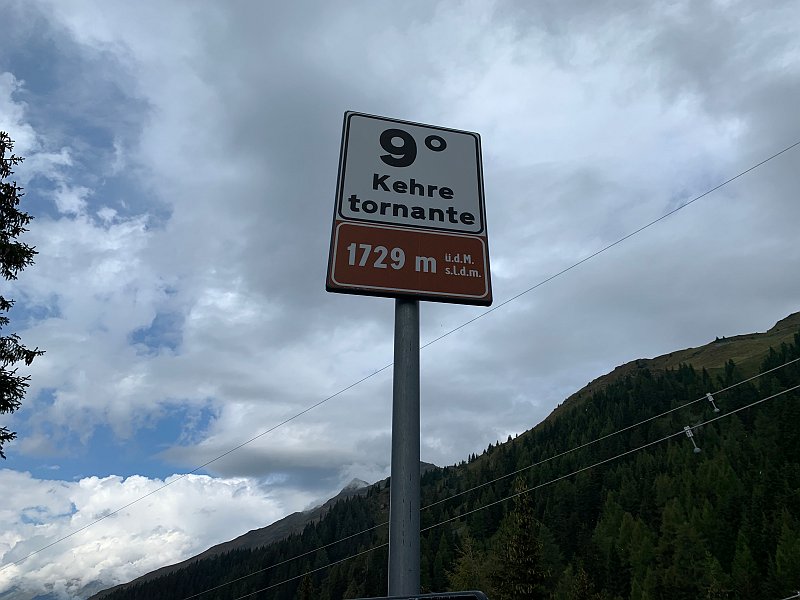 9°
Kehre
tornante
1729 m ü.d.M.
s.l.d.m.